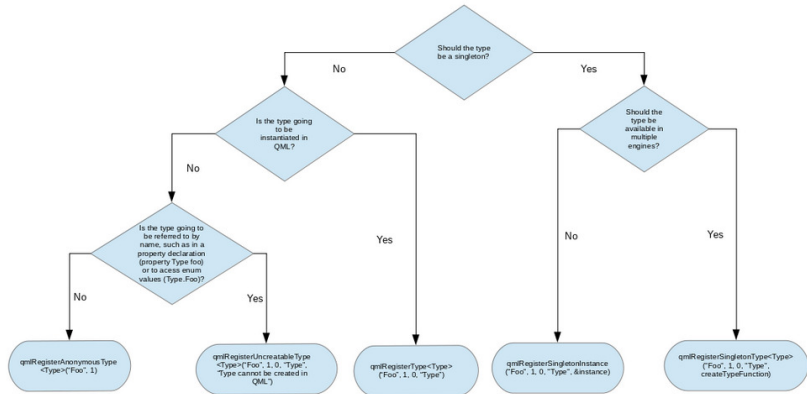 Should the type
be a singleton?
No
Yes
Is the type going
to be
instantiated in
QML?
Should the
type be
available in
multiple
engines?
No
Yes
No
Yes
Is the type going to
be referred to by
name, such as in a
property declaration
(property Type foo)
or to acess enum
values (Type.Foo)?
No
Yes
qmlRegisterAnonymousType
<Type>("Foo", 1)
qmlRegisterUncreatableType
<Type>("Foo", 1, 0, "Type",
"Type cannot be created in
QML")
qmlRegisterType<Type>
("Foo", 1, 0, "Type")
qmlRegisterSingletonInstance
("Foo", 1, 0, "Type", &instance)
qmlRegisterSingletonType<Type>
("Foo", 1, 0, "Type",
createTypeFunction)